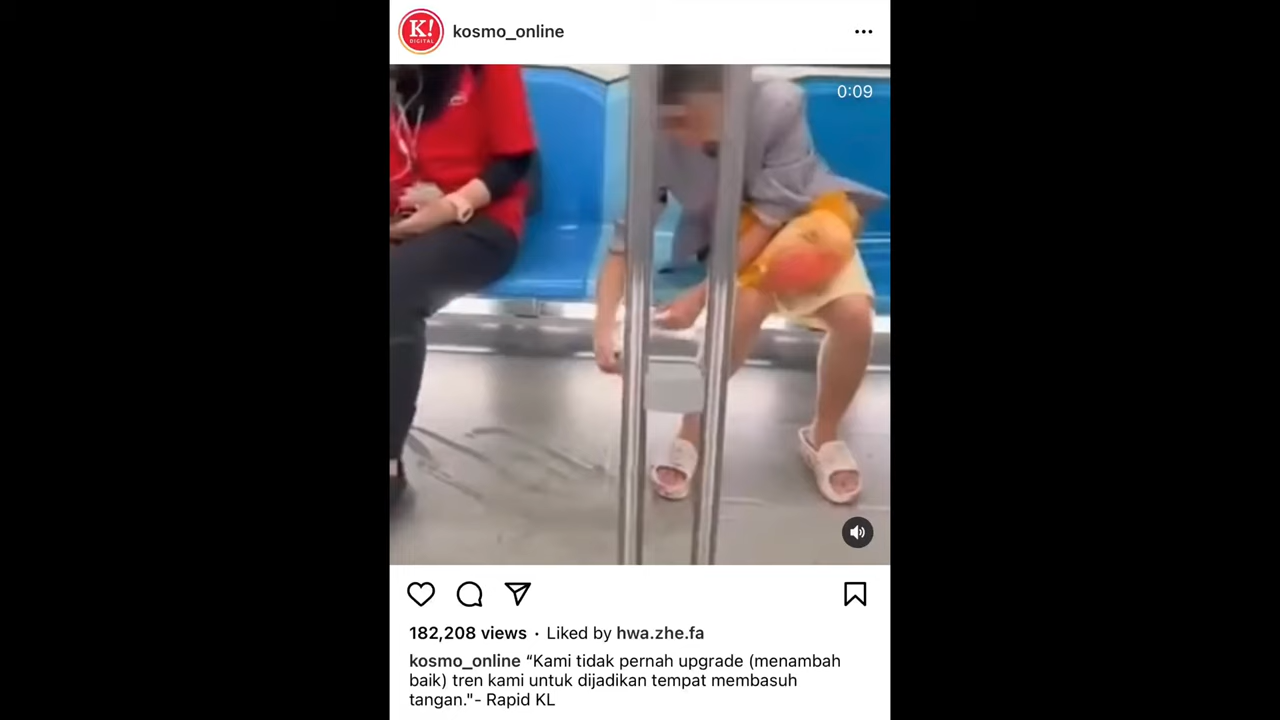 K!
DIGITAL
kosmo_online
0:09
182,208 views · Liked by hwa.zhe.fa
kosmo_online “Kami tidak pernah upgrade (menambah
baik) tren kami untuk dijadikan tempat membasuh
tangan."- Rapid KL